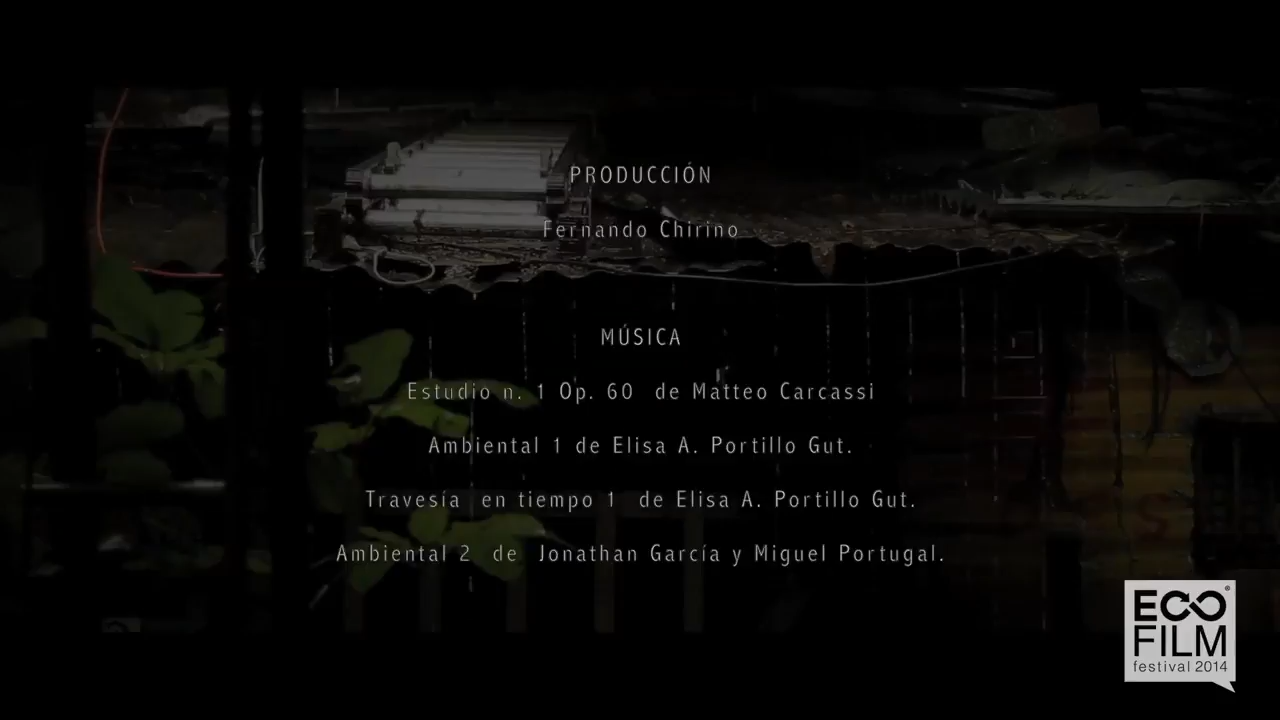 PRODUCCIÓN
Fernando Chirino
MÚSICA
Estudio n. 1 Op. 60 de Matteo Carcassi
Ambiental 1 de Elisa A. Portillo Gut.
Travesía en tiempo 1 de Elisa A. Portillo Gut.
Ambiental 2 de Jonathan García y Miguel Portugal.
ECO
FILM
festival 2014